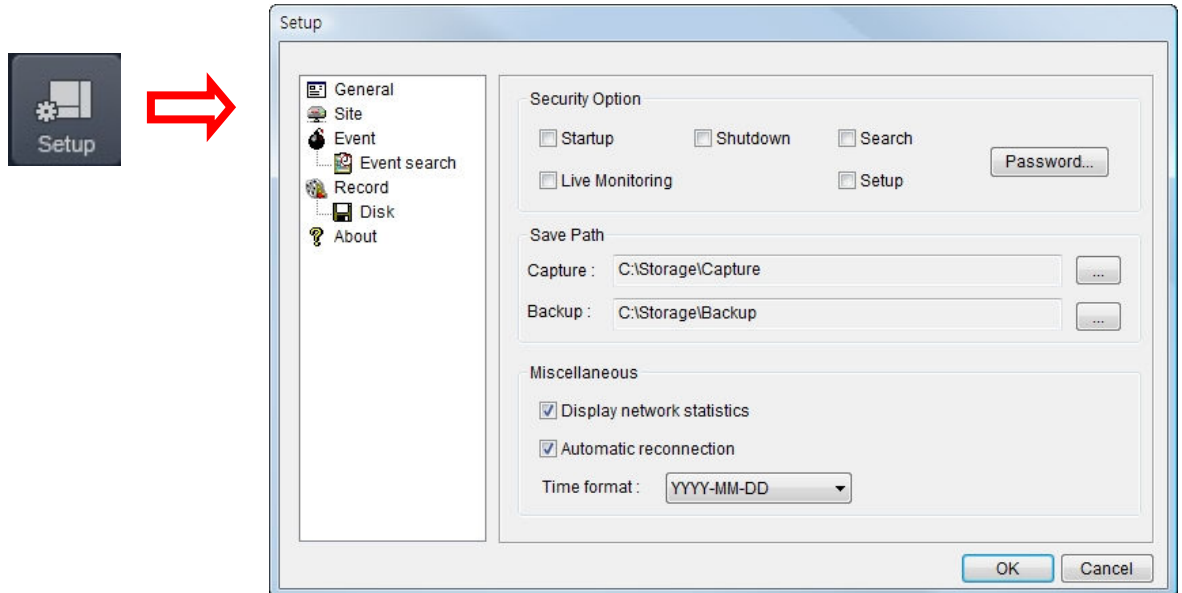 Setup
Setup
General
Site
Event
Event search
Record
Disk
About
Security Option
Startup
Shutdown
Search
Live Monitoring
Setup
Password...
Save Path
Capture : C:\Storage\Capture ...
Backup : C:\Storage\Backup ...
Miscellaneous
Display network statistics
Automatic reconnection
Time format : YYYY-MM-DD
OK Cancel